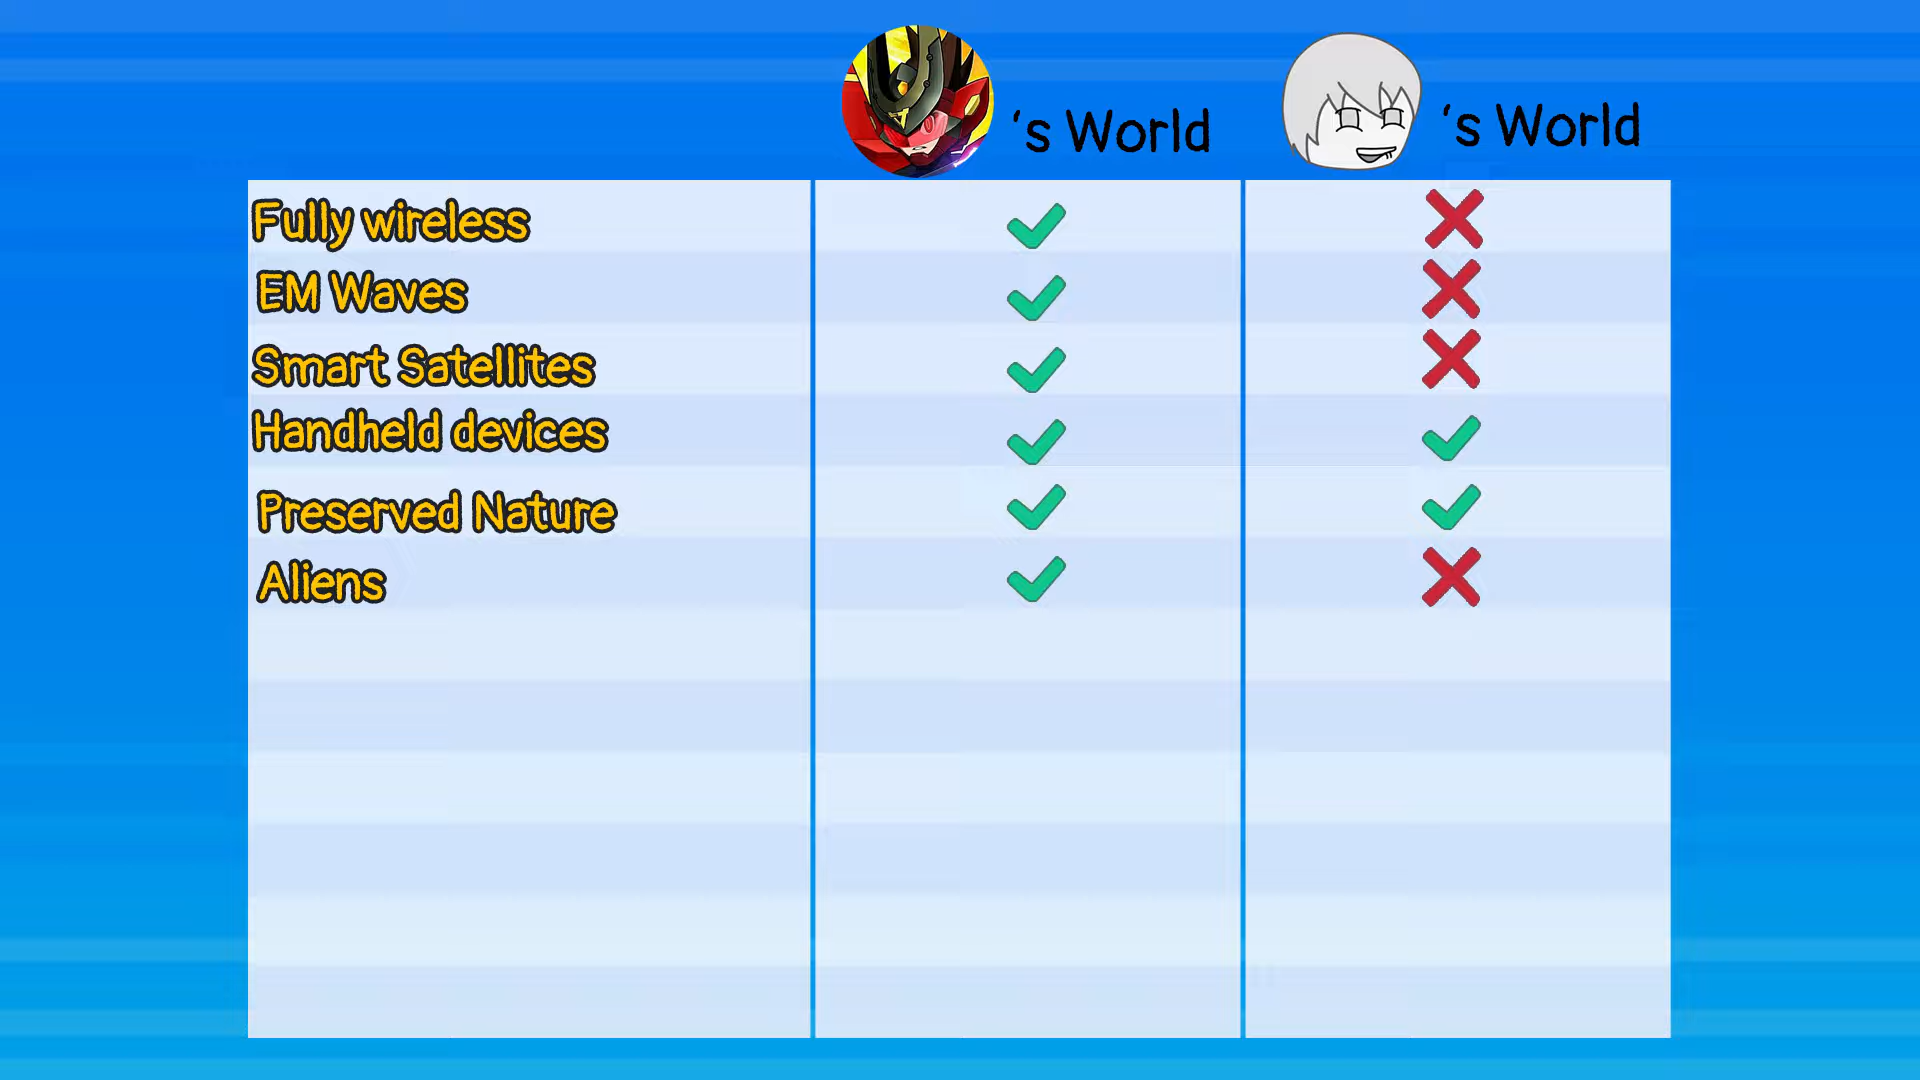 ‘s World
‘s World
Fully wireless
EM Waves
Smart Satellites
Handheld devices
Preserved Nature
Aliens